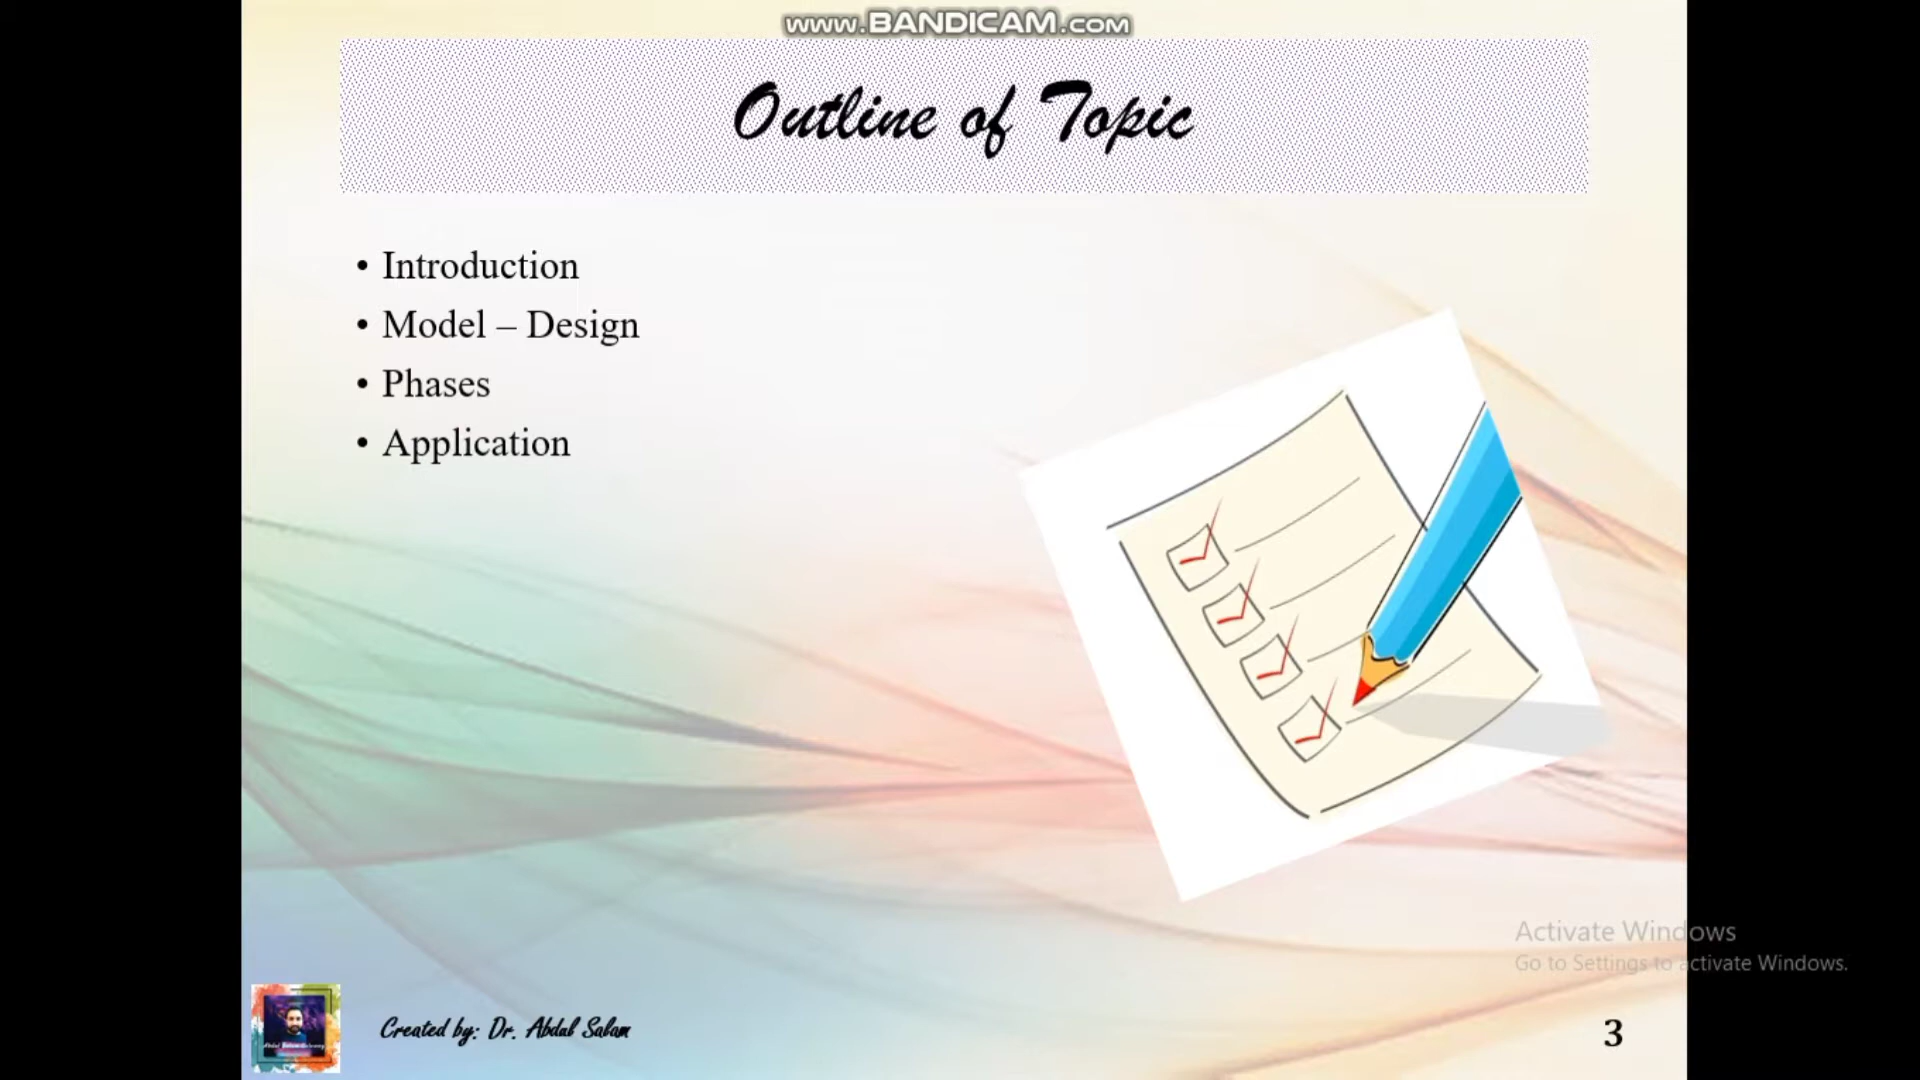 www.BANDICAM.com
Outline of Topic
• Introduction
• Model – Design
• Phases
• Application
Activate Windows
Go to Settings to activate Windows.
Created by: Dr. Abdul Salam
3